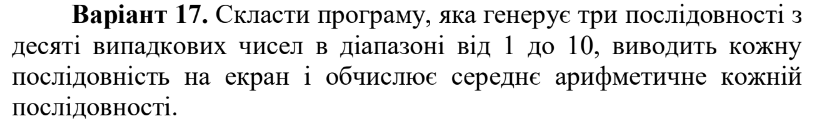 Варіант 17. Скласти програму, яка генерує три послідовності з
десяті випадкових чисел в діапазоні від 1 до 10, виводить кожну
послідовність на екран і обчислює середнє арифметичне кожній
послідовності.